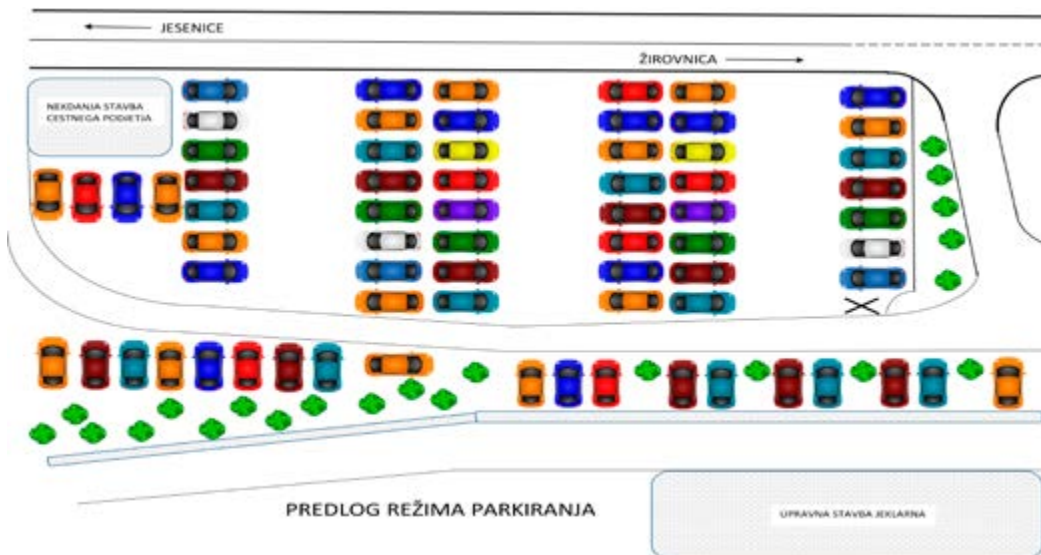 JESENICE
ŽIROVNICA
NEKDANJA STAVBA
CESTNEGA PODJETJA
PREDLOG REŽIMA PARKIRANJA
UPRAVNA STAVBA JEKLARNA